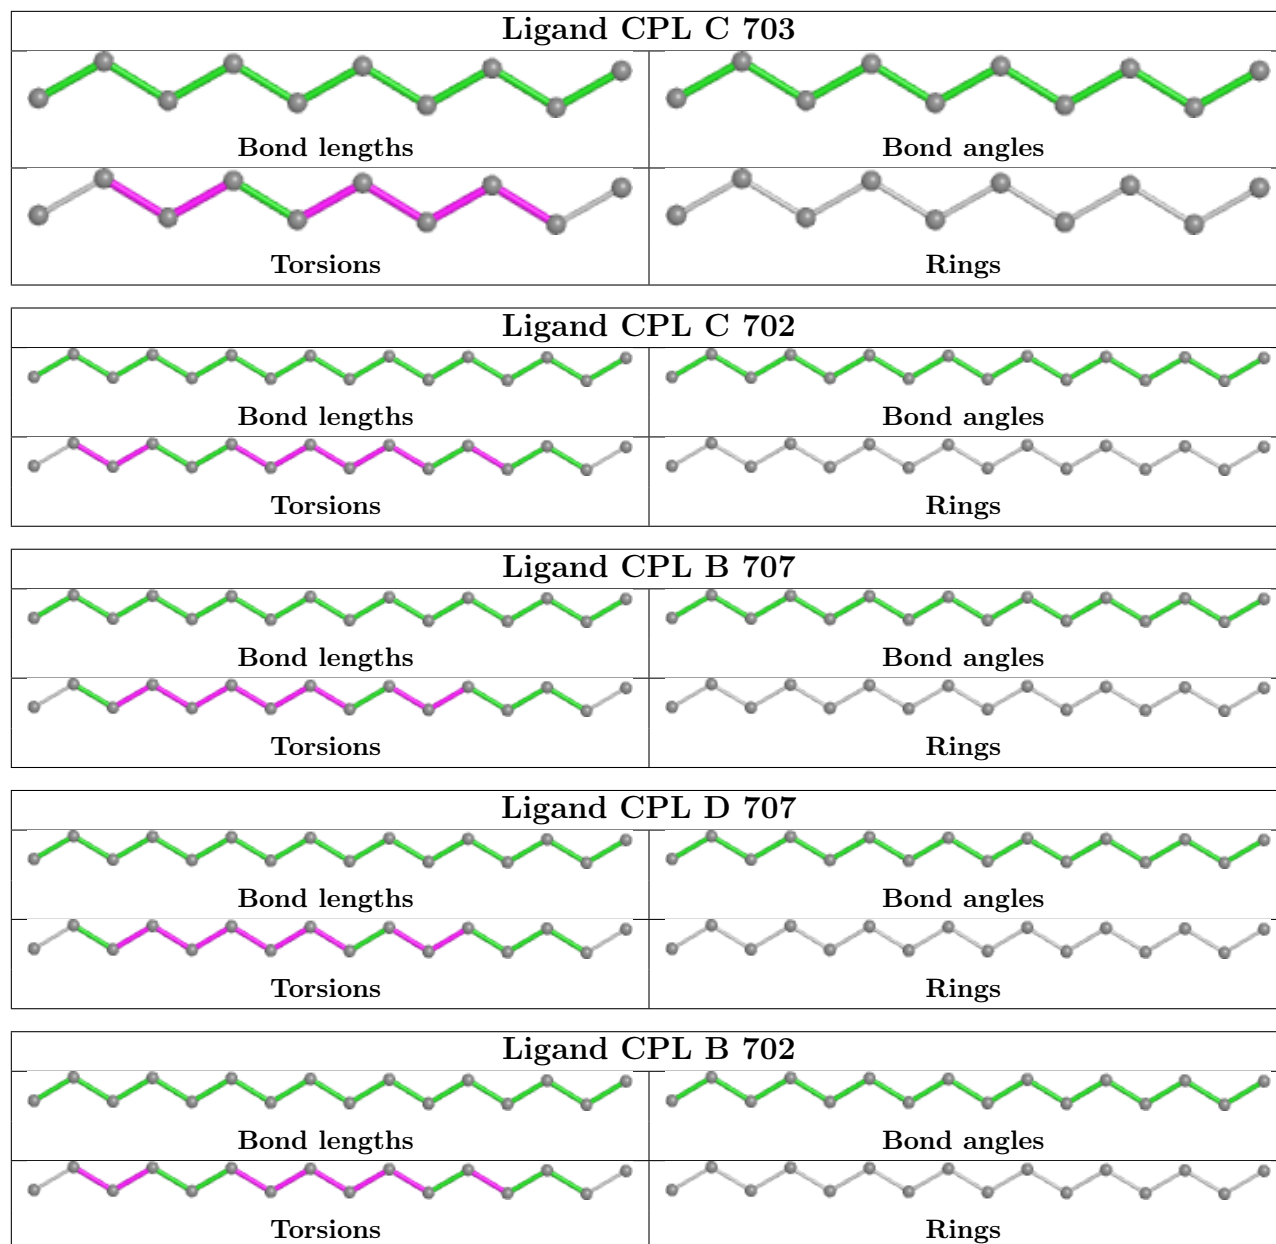 Ligand CPL C 703
Bond lengths
Bond angles
Torsions
Rings
Ligand CPL C 702
Bond lengths
Bond angles
Torsions
Rings
Ligand CPL B 707
Bond lengths
Bond angles
Torsions
Rings
Ligand CPL D 707
Bond lengths
Bond angles
Torsions
Rings
Ligand CPL B 702
Bond lengths
Bond angles
Torsions
Rings